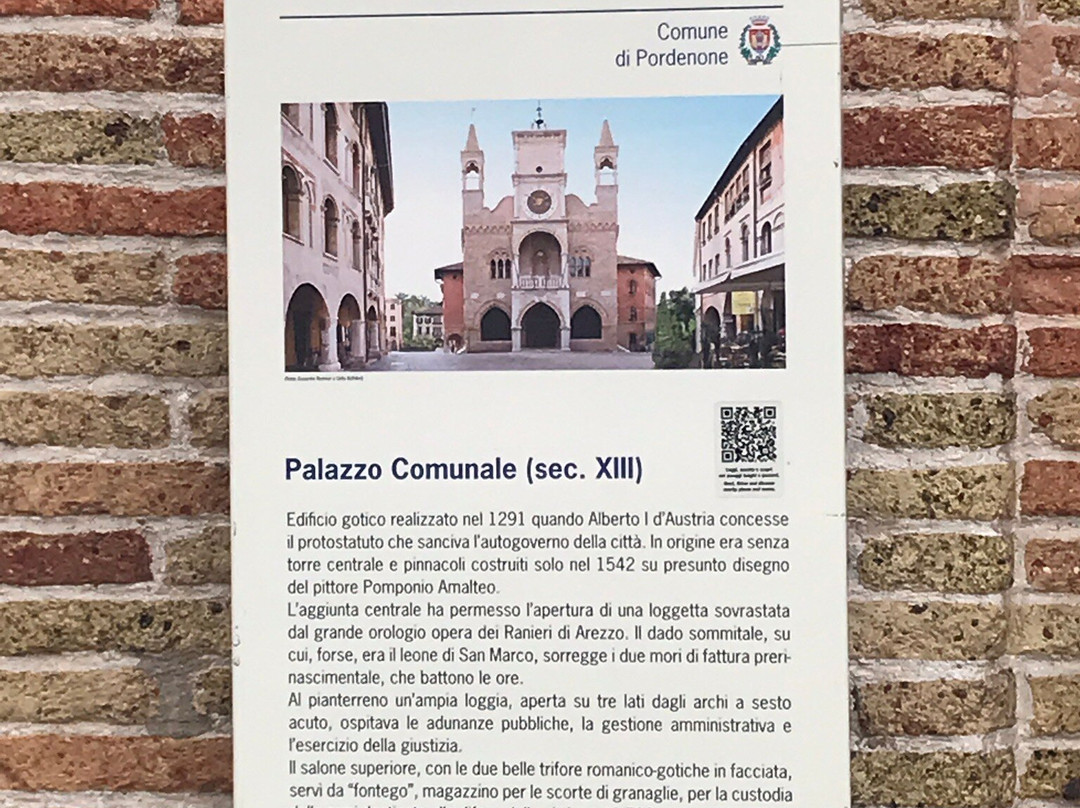 Comune
di Pordenone
Palazzo Comunale (sec. XIII)
Edificio gotico realizzato nel 1291 quando Alberto I d'Austria concesse
il protostatuto che sanciva l'autogoverno della città. In origine era senza
torre centrale e pinnacoli costruiti solo nel 1542 su presunto disegno
del pittore Pomponio Amalteo.
L'aggiunta centrale ha permesso l'apertura di una loggetta sovrastata
dal grande orologio opera dei Ranieri di Arezzo. Il dado sommitale, su
cui, forse, era il leone di San Marco, sorregge i due mori di fattura preri-
nascimentale, che battono le ore.
Al pianterreno un'ampia loggia, aperta su tre lati dagli archi a sesto
acuto, ospitava le adunanze pubbliche, la gestione amministrativa e
l'esercizio della giustizia.
Il salone superiore, con le due belle trifore romanico-gotiche in facciata,
servì da "fontego", magazzino per le scorte di granaglie, per la custodia